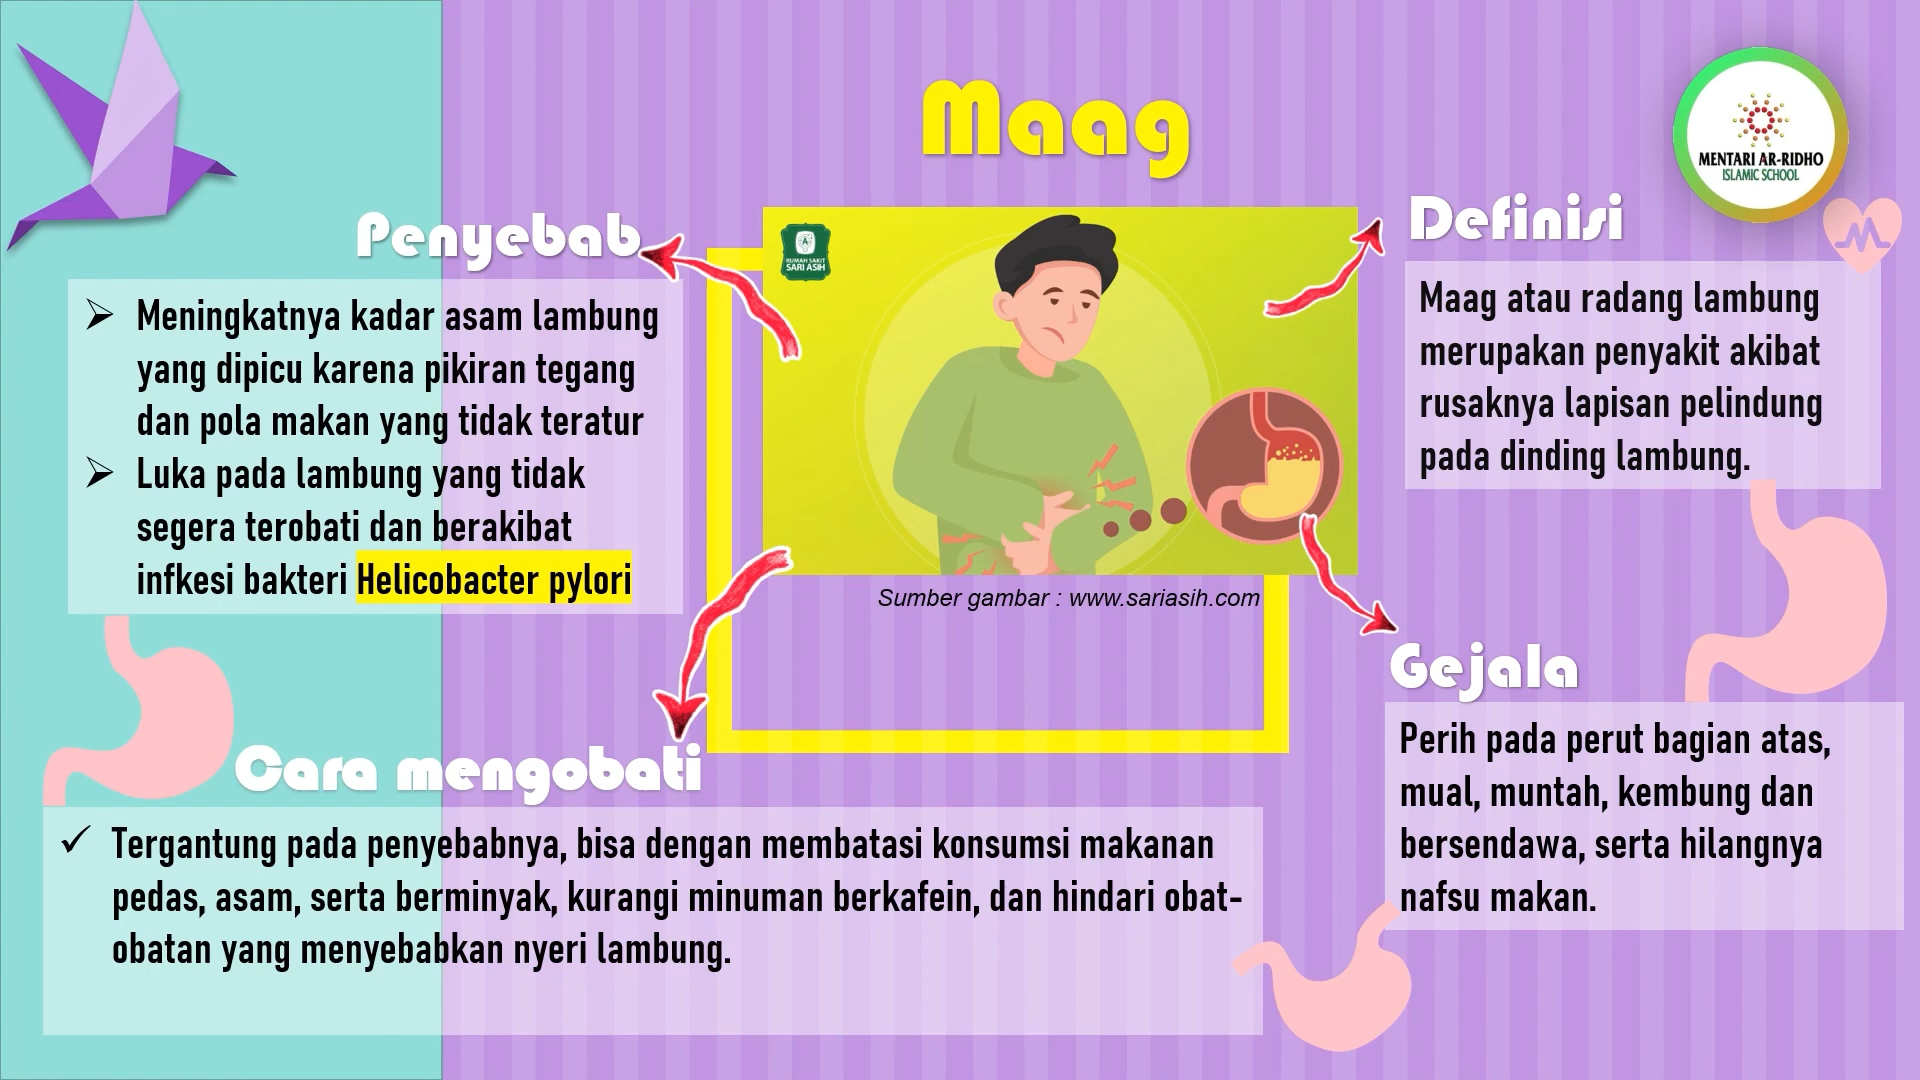 Maag
MENTARI AR-RIDHO
ISLAMIC SCHOOL
Penyebab
➢ Meningkatnya kadar asam lambung
yang dipicu karena pikiran tegang
dan pola makan yang tidak teratur
➢ Luka pada lambung yang tidak
segera terobati dan berakibat
infkesi bakteri Helicobacter pylori
RUMAH SAKIT
SARI ASIH
Sumber gambar : www.sariasih.com
Definisi
Maag atau radang lambung
merupakan penyakit akibat
rusaknya lapisan pelindung
pada dinding lambung.
Gejala
Perih pada perut bagian atas,
mual, muntah, kembung dan
bersendawa, serta hilangnya
nafsu makan.
Cara mengobati
✓ Tergantung pada penyebabnya, bisa dengan membatasi konsumsi makanan
pedas, asam, serta berminyak, kurangi minuman berkafein, dan hindari obat-
obatan yang menyebabkan nyeri lambung.